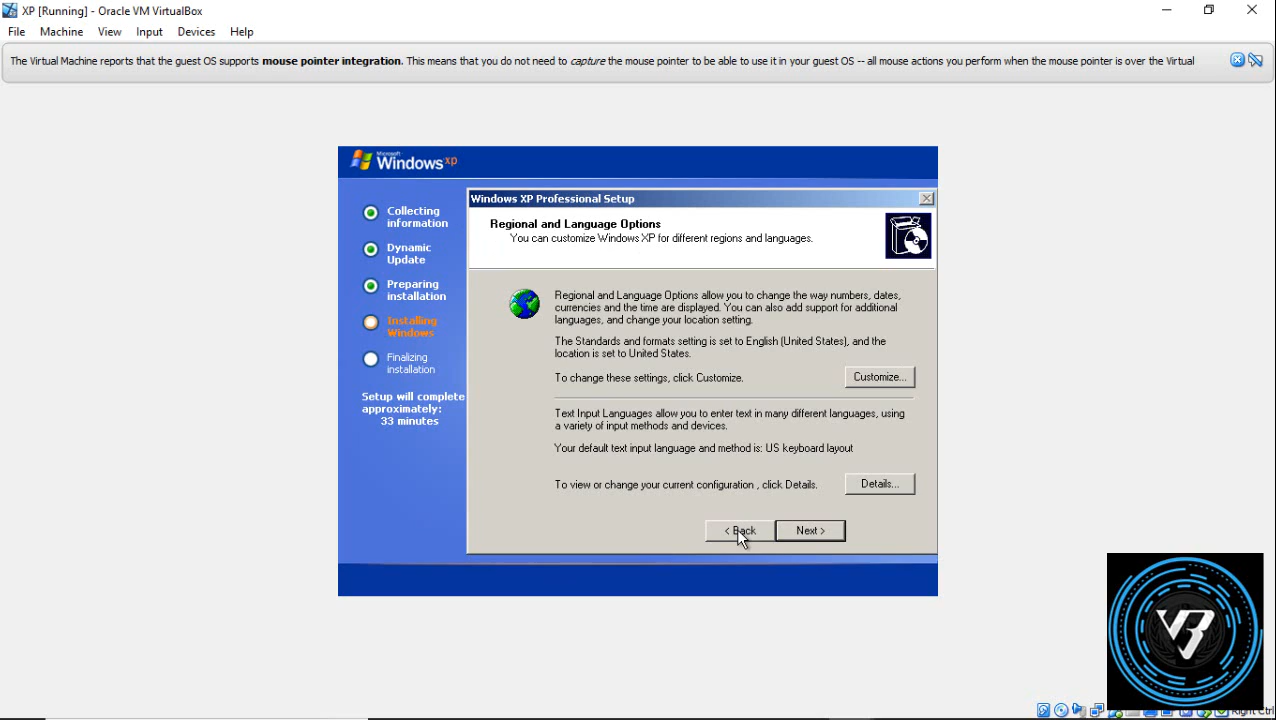 XP [Running] - Oracle VM VirtualBox
File Machine View Input Devices Help
The Virtual Machine reports that the guest OS supports mouse pointer integration. This means that you do not need to capture the mouse pointer to be able to use it in your guest OS -- all mouse actions you perform when the mouse pointer is over the Virtual
Microsoft
Windows xp
Collecting
information
Dynamic
Update
Preparing
installation
Installing
Windows
Finalizing
installation
Setup will complete
approximately:
33 minutes
Windows XP Professional Setup
Regional and Language Options
You can customize Windows XP for different regions and languages.
Regional and Language Options allow you to change the way numbers, dates,
currencies and the time are displayed. You can also add support for additional
languages, and change your location setting.
The Standards and formats setting is set to English (United States), and the
location is set to United States.
To change these settings, click Customize.
Customize...
Text Input Languages allow you to enter text in many different languages, using
a variety of input methods and devices.
Your default text input language and method is: US keyboard layout
To view or change your current configuration , click Details.
Details...
< Back
Next >
Right Ctrl